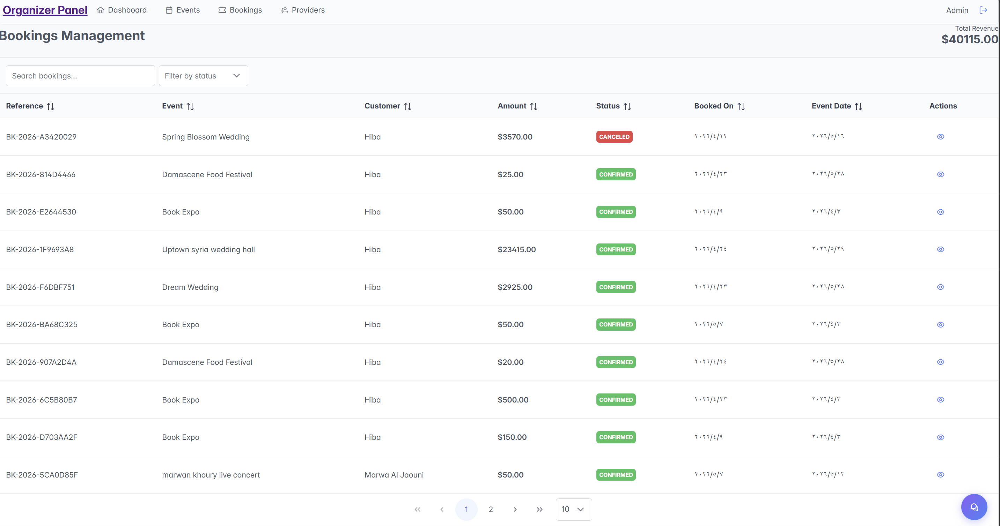 Organizer Panel Dashboard Events Bookings Providers Admin
Bookings Management
Total Revenue
$40115.00
Search bookings... Filter by status
Reference Event Customer Amount Status Booked On Event Date Actions
BK-2026-A3420029 Spring Blossom Wedding Hiba $3570.00 CANCELED ٢٠٢٦/٤/١٢ ٢٠٢٦/٥/١٦
BK-2026-814D4466 Damascene Food Festival Hiba $25.00 CONFIRMED ٢٠٢٦/٤/٢٣ ٢٠٢٦/٥/٢٨
BK-2026-E2644530 Book Expo Hiba $50.00 CONFIRMED ٢٠٢٦/٤/٩ ٢٠٢٦/٤/٣
BK-2026-1F9693A8 Uptown syria wedding hall Hiba $23415.00 CONFIRMED ٢٠٢٦/٤/٢٤ ٢٠٢٦/٥/٢٩
BK-2026-F6DBF751 Dream Wedding Hiba $2925.00 CONFIRMED ٢٠٢٦/٤/٢٣ ٢٠٢٦/٥/٢٨
BK-2026-BA68C325 Book Expo Hiba $50.00 CONFIRMED ٢٠٢٦/٥/٧ ٢٠٢٦/٤/٣
BK-2026-907A2D4A Damascene Food Festival Hiba $20.00 CONFIRMED ٢٠٢٦/٤/٢٤ ٢٠٢٦/٥/٢٨
BK-2026-6C5B80B7 Book Expo Hiba $500.00 CONFIRMED ٢٠٢٦/٤/٢٣ ٢٠٢٦/٤/٣
BK-2026-D703AA2F Book Expo Hiba $150.00 CONFIRMED ٢٠٢٦/٤/٩ ٢٠٢٦/٤/٣
BK-2026-5CA0D85F marwan khoury live concert Marwa Al Jaouni $50.00 CONFIRMED ٢٠٢٦/٥/٧ ٢٠٢٦/٥/١٣
1 2 10